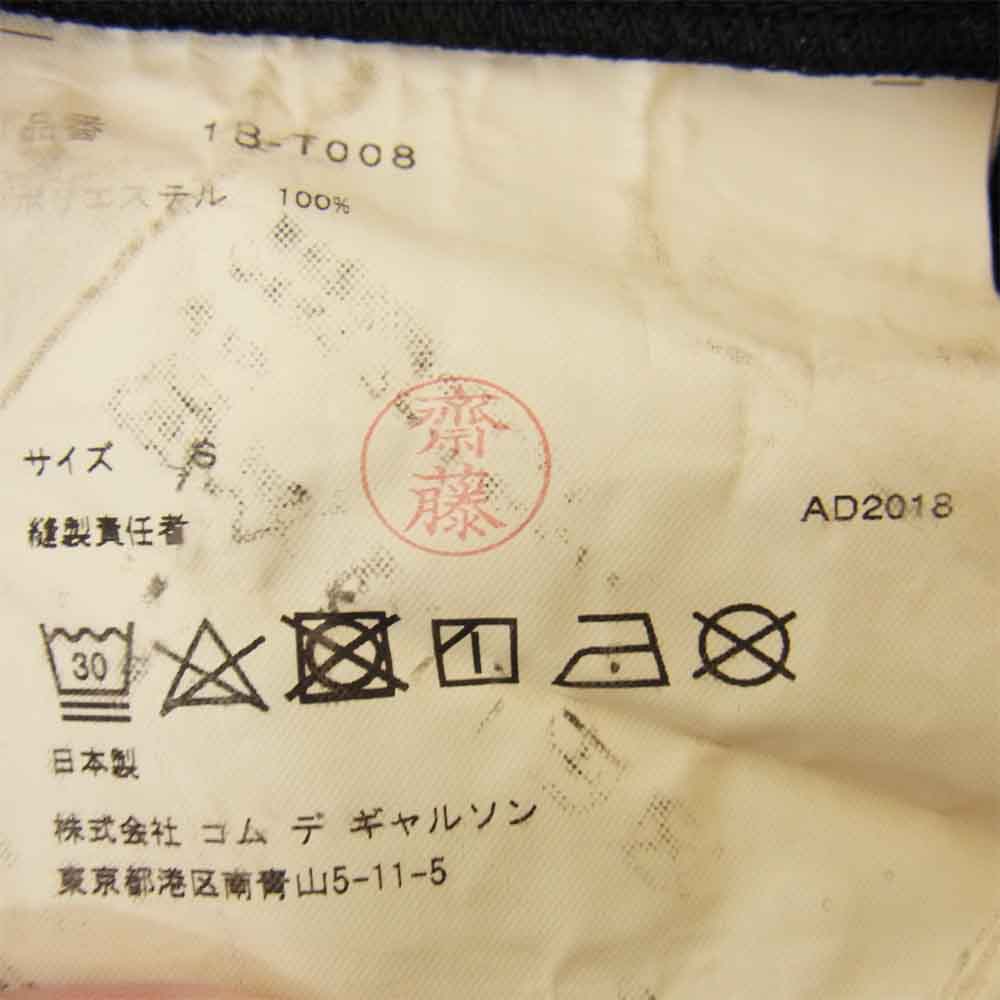 品番 18-T008
ポリエステル 100%
サイズ S
齋藤
縫製責任者
AD2018
30
日本製
株式会社 コム デ ギャルソン
東京都港区南青山5-11-5